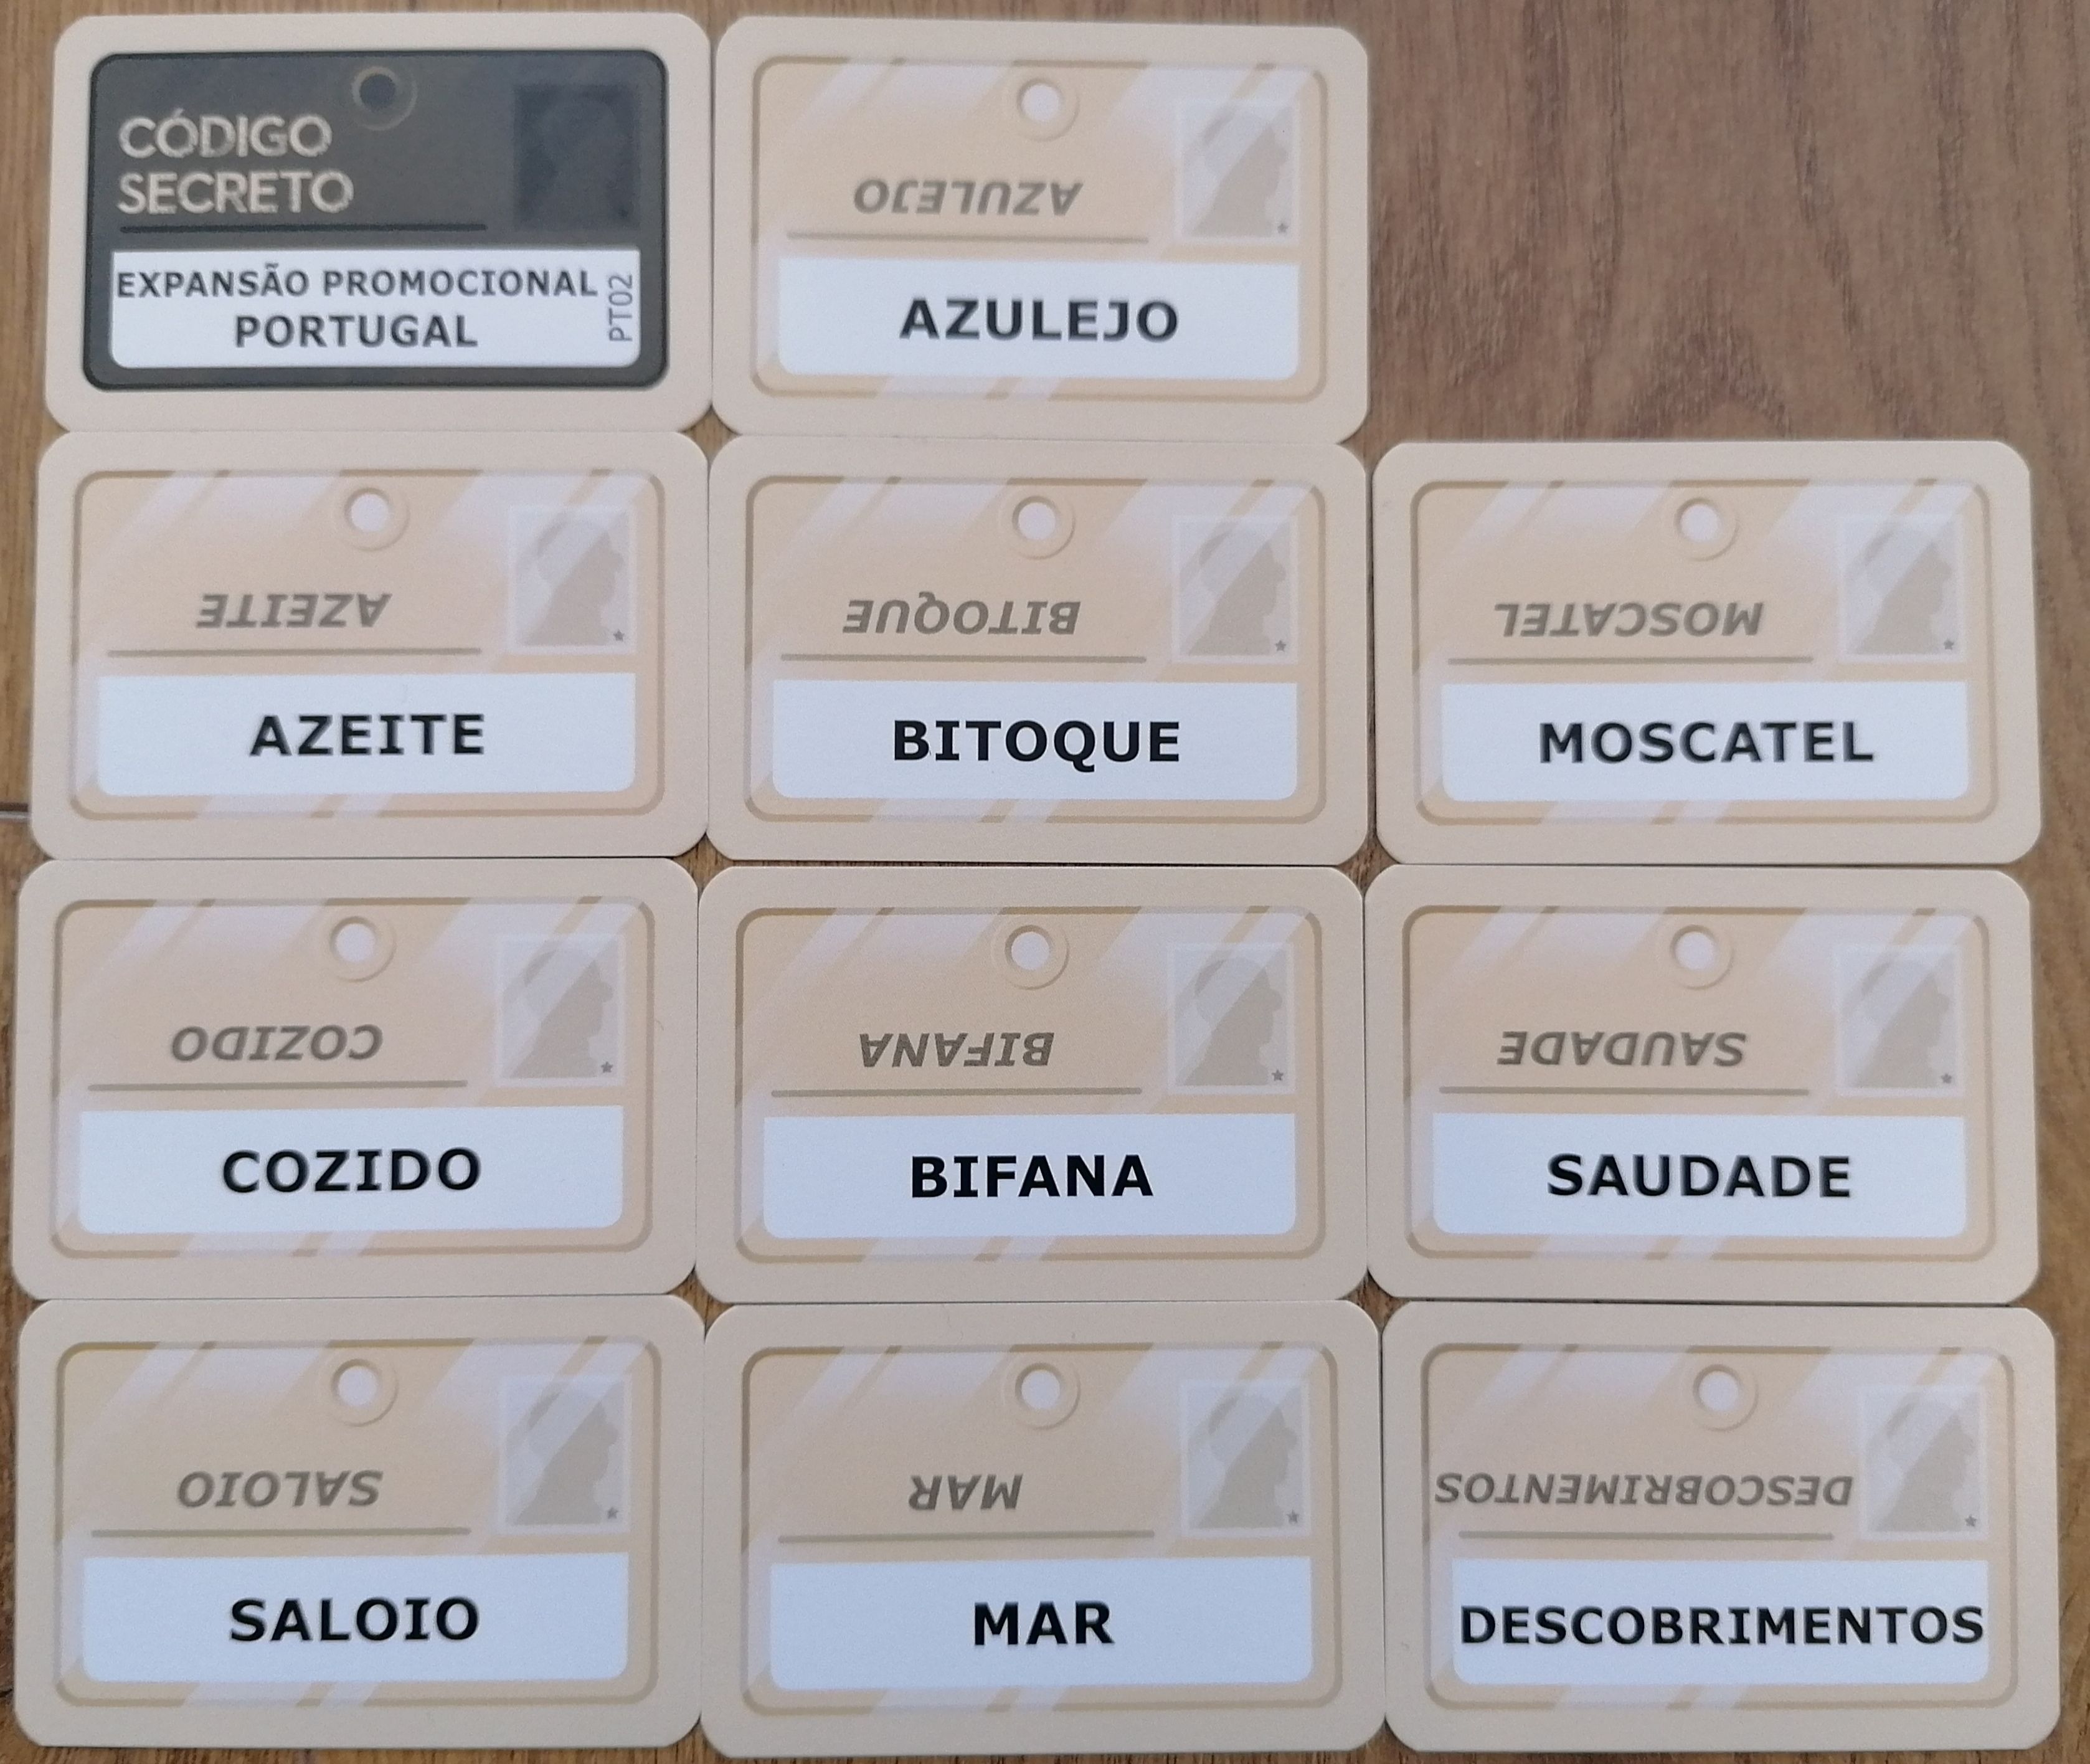 CÓDIGO
SECRETO
EXPANSÃO PROMOCIONAL
PORTUGAL
PT02
AZULEJO
AZULEJO
AZEITE
AZEITE
BITOQUE
BITOQUE
MOSCATEL
MOSCATEL
COZIDO
COZIDO
BIFANA
BIFANA
SAUDADE
SAUDADE
SALOIO
SALOIO
MAR
MAR
DESCOBRIMENTOS
DESCOBRIMENTOS